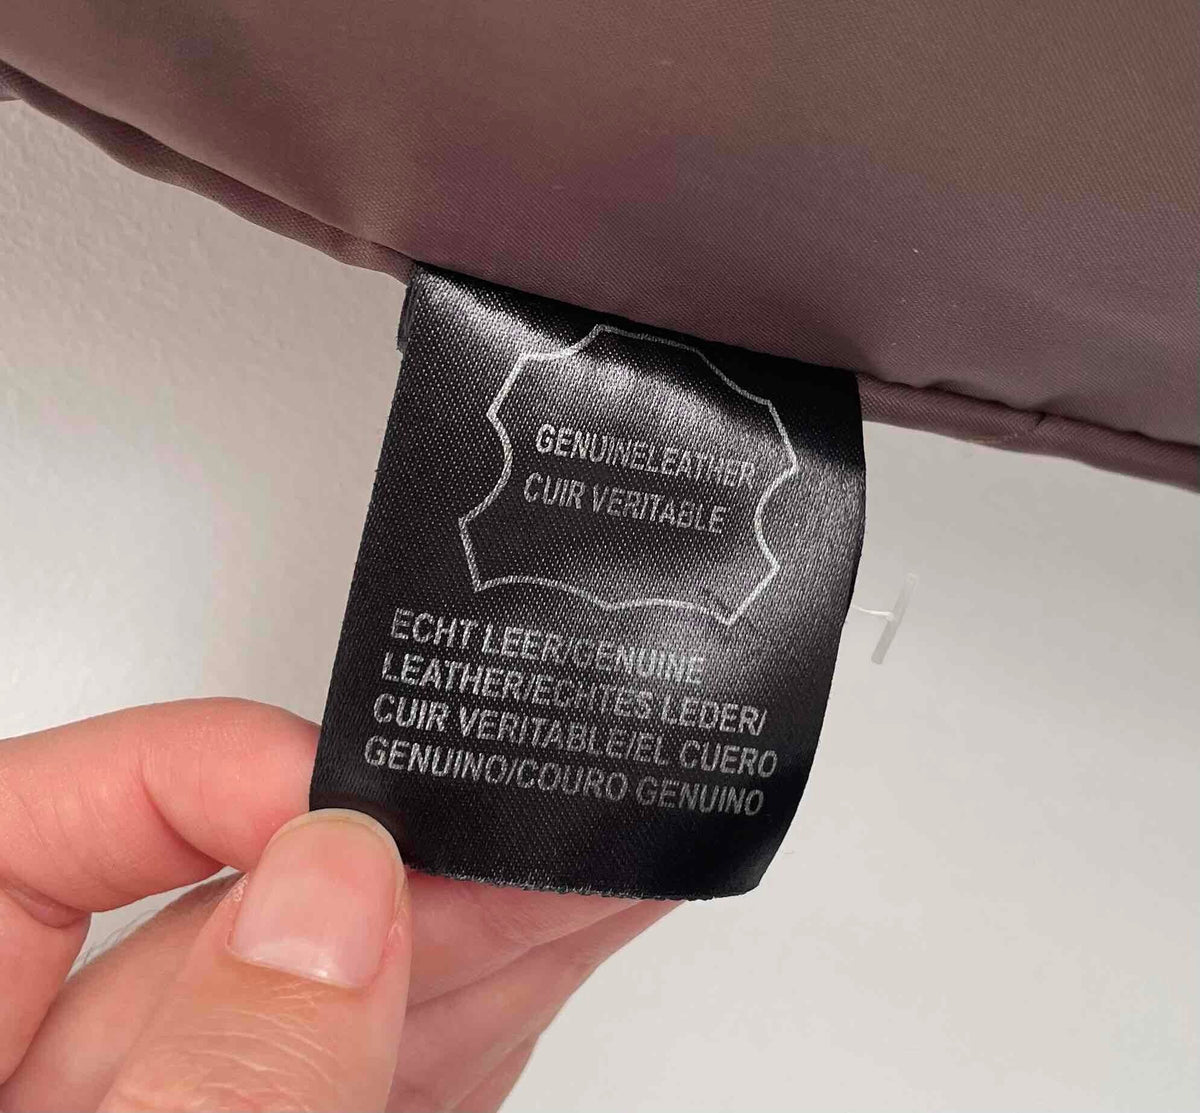 GENUINELEATHER
CUIR VERITABLE
ECHT LEER/GENUINE
LEATHER/ECHTES LEDER/
CUIR VERITABLE/EL CUERO
GENUINO/COURO GENUINO